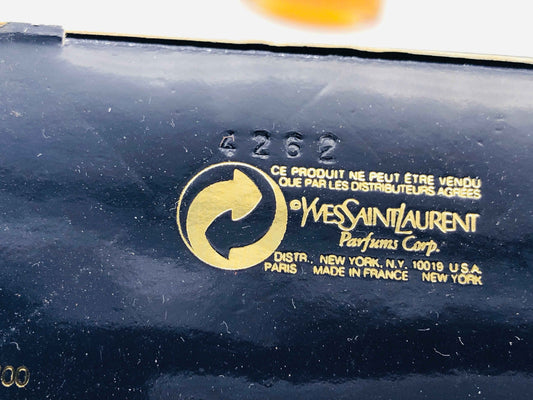 4262
CE PRODUIT NE PEUT ÊTRE VENDU
QUE PAR LES DISTRIBUTEURS AGRÉES
©YVESSAINTLAURENT
Parfums Corp.
DISTR., NEW YORK, N.Y. 10019 U.S.A.
PARIS MADE IN FRANCE NEW YORK
00